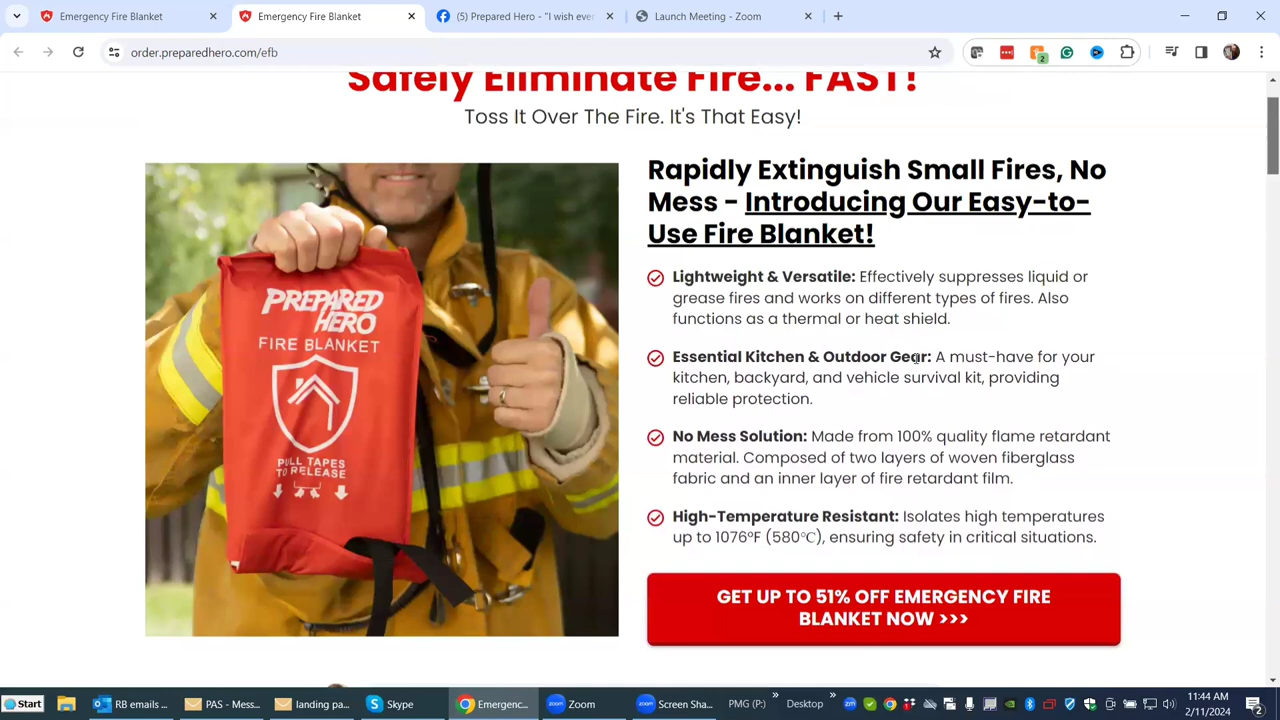 Emergency Fire Blanket
Emergency Fire Blanket
(5) Prepared Hero - "I wish ever
Launch Meeting - Zoom
order.preparedhero.com/efb
2
Safely Eliminate Fire... FAST!
Toss It Over The Fire. It's That Easy!
PREPARED
HERO
FIRE BLANKET
PULL TAPES
TO RELEASE
Rapidly Extinguish Small Fires, No
Mess - Introducing Our Easy-to-
Use Fire Blanket!
Lightweight & Versatile: Effectively suppresses liquid or
grease fires and works on different types of fires. Also
functions as a thermal or heat shield.
Essential Kitchen & Outdoor Gear: A must-have for your
kitchen, backyard, and vehicle survival kit, providing
reliable protection.
No Mess Solution: Made from 100% quality flame retardant
material. Composed of two layers of woven fiberglass
fabric and an inner layer of fire retardant film.
High-Temperature Resistant: Isolates high temperatures
up to 1076°F (580℃), ensuring safety in critical situations.
GET UP TO 51% OFF EMERGENCY FIRE
BLANKET NOW >>>
Start
RB emails ...
PAS - Mess...
landing pa...
Skype
Emergenc...
Zoom
Screen Sha...
PMG (P:)
Desktop
11:44 AM
2/11/2024
2